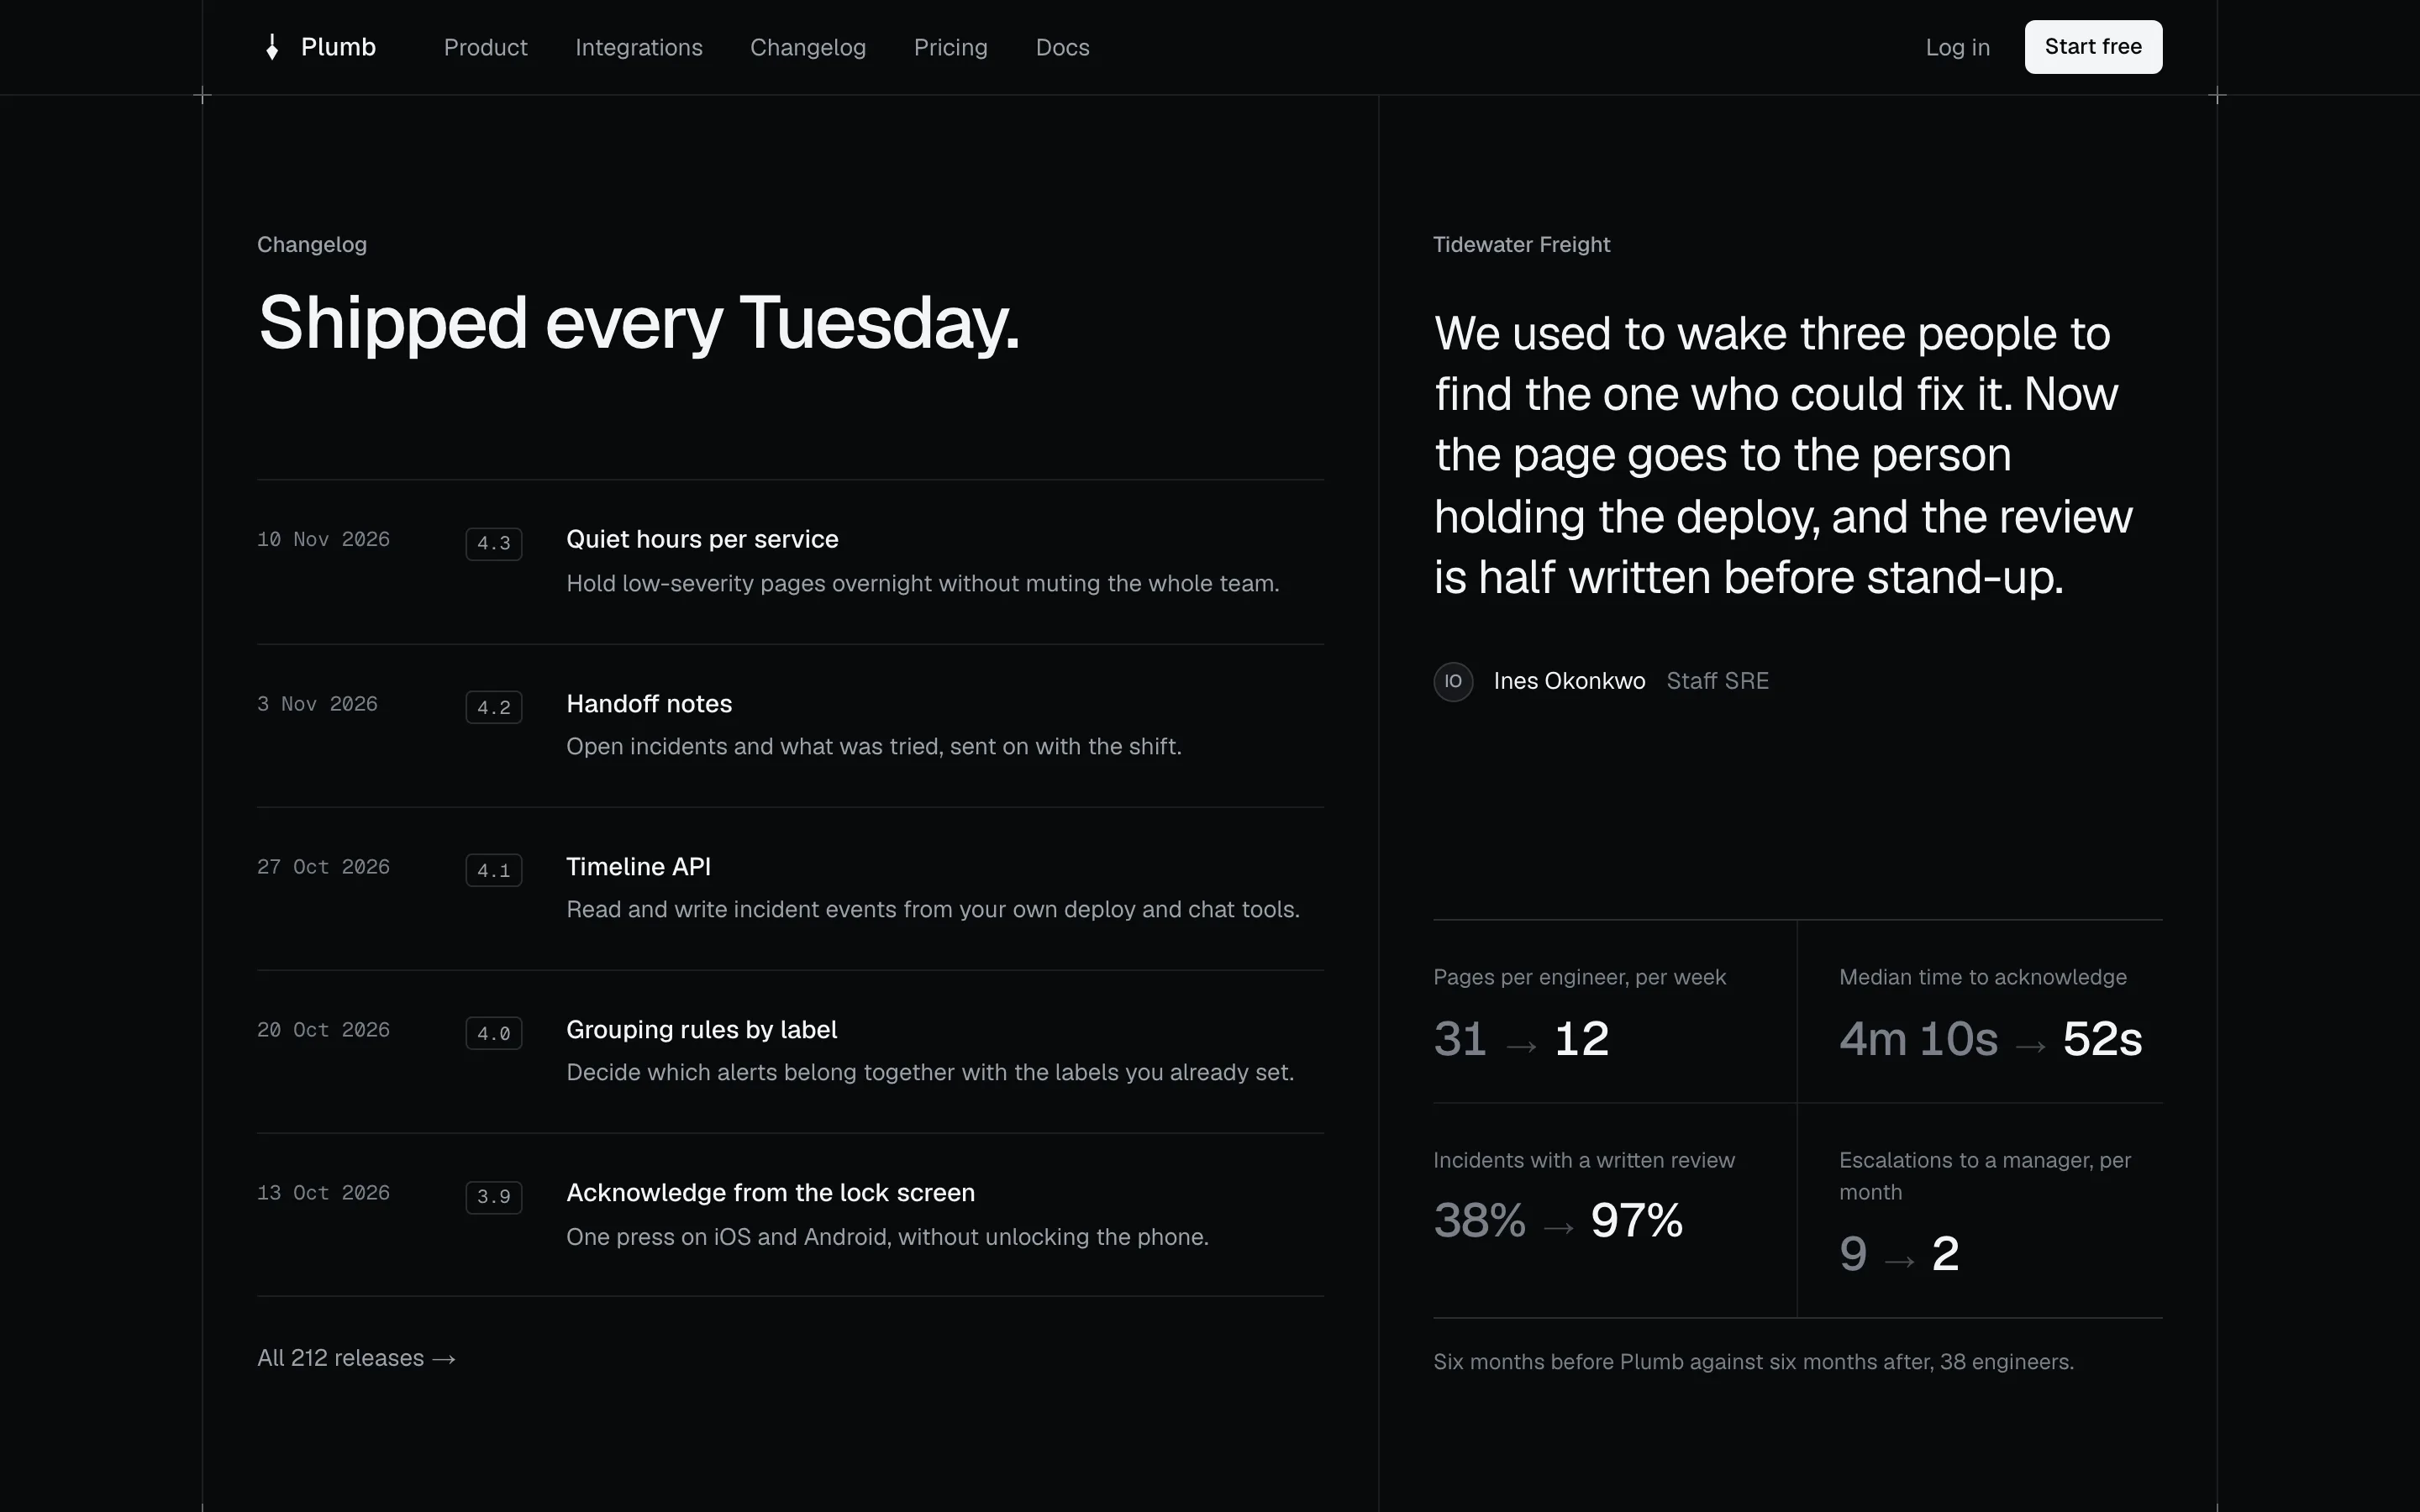 Plumb
Product
Integrations
Changelog
Pricing
Docs
Log in
Start free
Changelog
Shipped every Tuesday.
10 Nov 2026
4.3
Quiet hours per service
Hold low-severity pages overnight without muting the whole team.
3 Nov 2026
4.2
Handoff notes
Open incidents and what was tried, sent on with the shift.
27 Oct 2026
4.1
Timeline API
Read and write incident events from your own deploy and chat tools.
20 Oct 2026
4.0
Grouping rules by label
Decide which alerts belong together with the labels you already set.
13 Oct 2026
3.9
Acknowledge from the lock screen
One press on iOS and Android, without unlocking the phone.
All 212 releases →
Tidewater Freight
We used to wake three people to
find the one who could fix it. Now
the page goes to the person
holding the deploy, and the review
is half written before stand-up.
IO
Ines Okonkwo
Staff SRE
Pages per engineer, per week
31 → 12
Median time to acknowledge
4m 10s → 52s
Incidents with a written review
38% → 97%
Escalations to a manager, per
month
9 → 2
Six months before Plumb against six months after, 38 engineers.